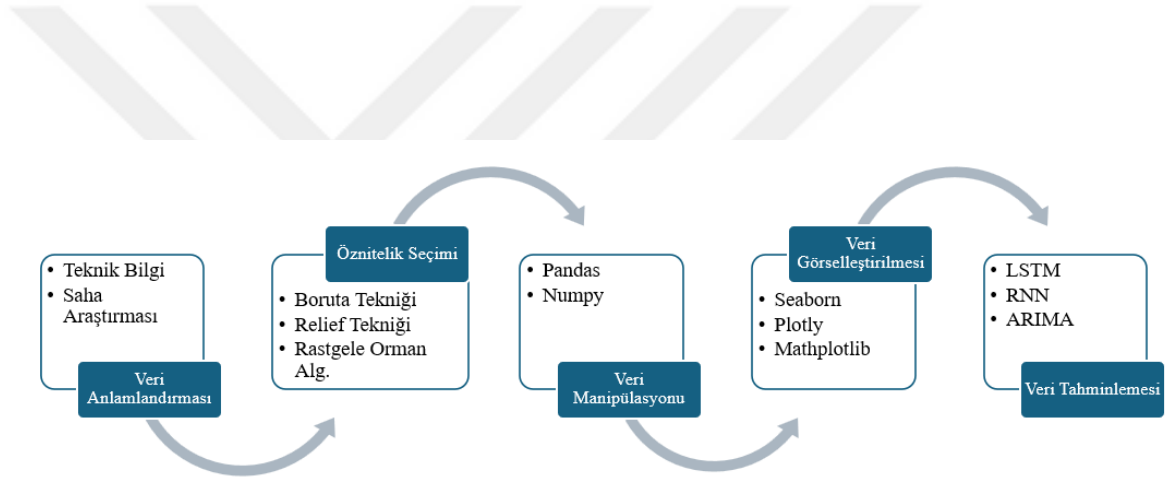 • Teknik Bilgi
• Saha
Araştırması
Veri
Anlamlandırması
Öznitelik Seçimi
• Boruta Tekniği
• Relief Tekniği
• Rastgele Orman
Alg.
• Pandas
• Numpy
Veri
Manipülasyonu
Veri
Görselleştirilmesi
• Seaborn
• Plotly
• Mathplotlib
• LSTM
• RNN
• ARIMA
Veri Tahminlemesi